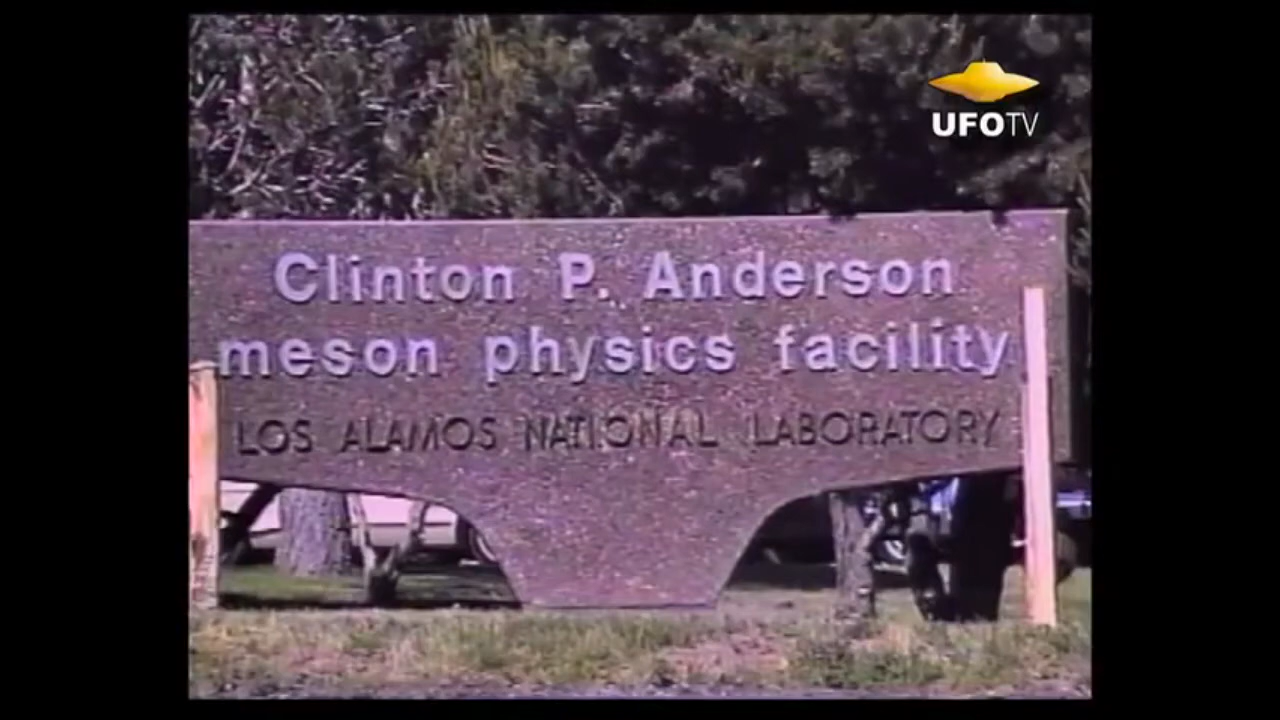 UFOTV
Clinton P. Anderson
meson physics facility
LOS ALAMOS NATIONAL LABORATORY